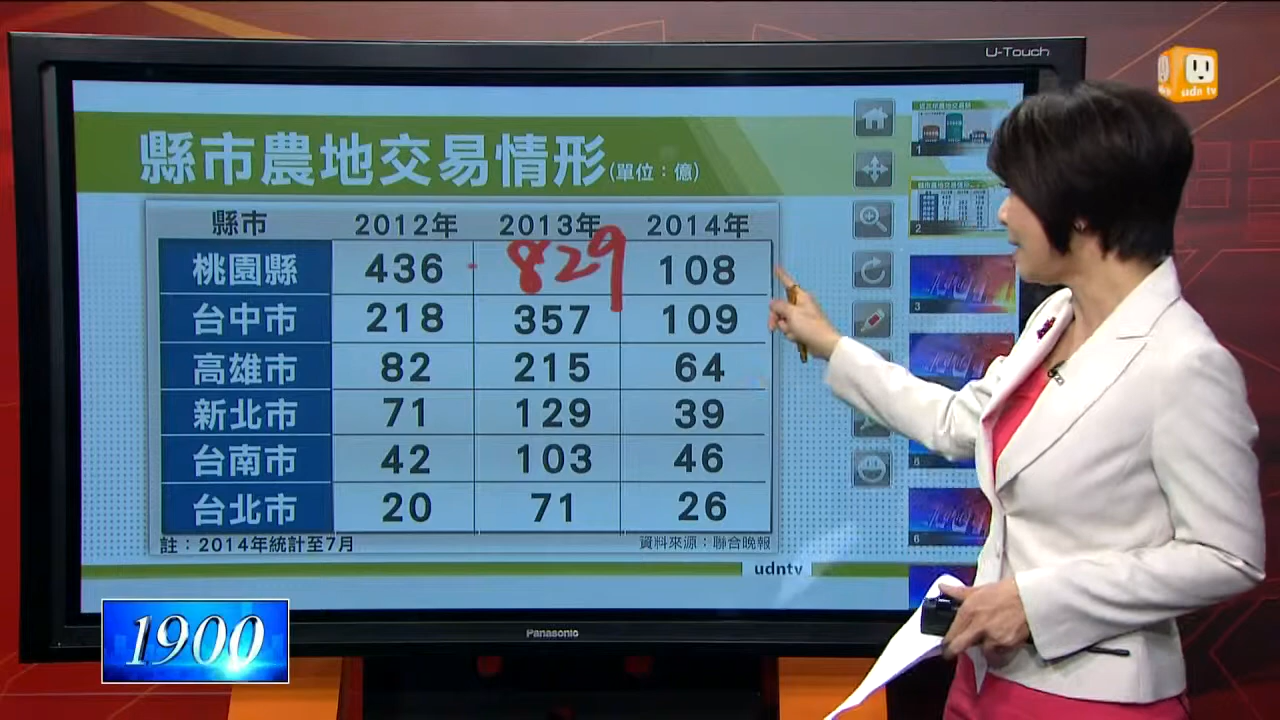 U-Touch
udn tv
縣市農地交易情形(單位：億)
縣市 2012年 2013年 2014年
桃園縣 436 829 108
台中市 218 357 109
高雄市 82 215 64
新北市 71 129 39
台南市 42 103 46
台北市 20 71 26
註：2014年統計至7月 資料來源：聯合晚報
udntv
1
2
3
6
Panasonic
1900